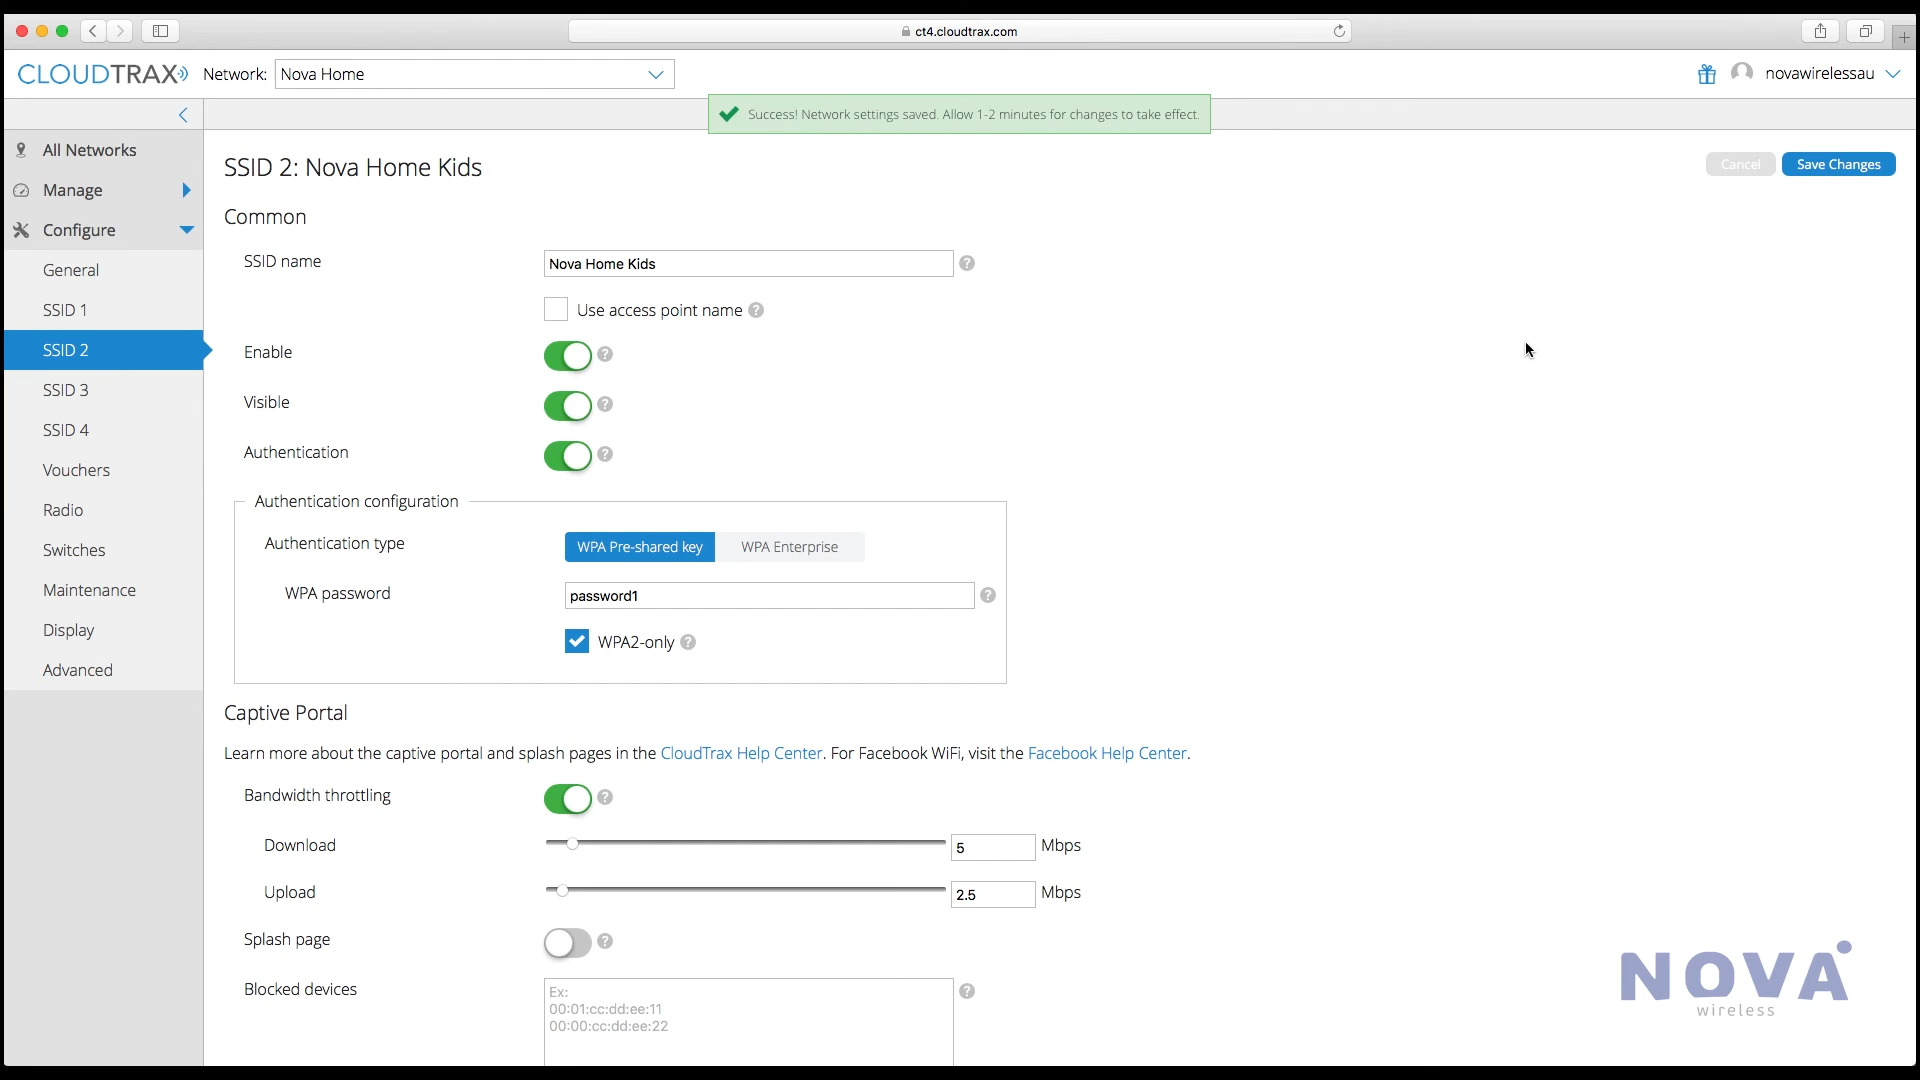 ct4.cloudtrax.com
CLOUDTRAX
Network:
Nova Home
novawirelessau
Success! Network settings saved. Allow 1-2 minutes for changes to take effect.
All Networks
Manage
Configure
General
SSID 1
SSID 2
SSID 3
SSID 4
Vouchers
Radio
Switches
Maintenance
Display
Advanced
SSID 2: Nova Home Kids
Cancel
Save Changes
Common
SSID name
Nova Home Kids
?
Use access point name ?
Enable
?
Visible
?
Authentication
?
Authentication configuration
Authentication type
WPA Pre-shared key
WPA Enterprise
WPA password
password1
?
WPA2-only ?
Captive Portal
Learn more about the captive portal and splash pages in the CloudTrax Help Center. For Facebook WiFi, visit the Facebook Help Center.
Bandwidth throttling
?
Download
5
Mbps
Upload
2.5
Mbps
Splash page
?
Blocked devices
Ex:
00:01:cc:dd:ee:11
00:00:cc:dd:ee:22
?
NOVA
wireless